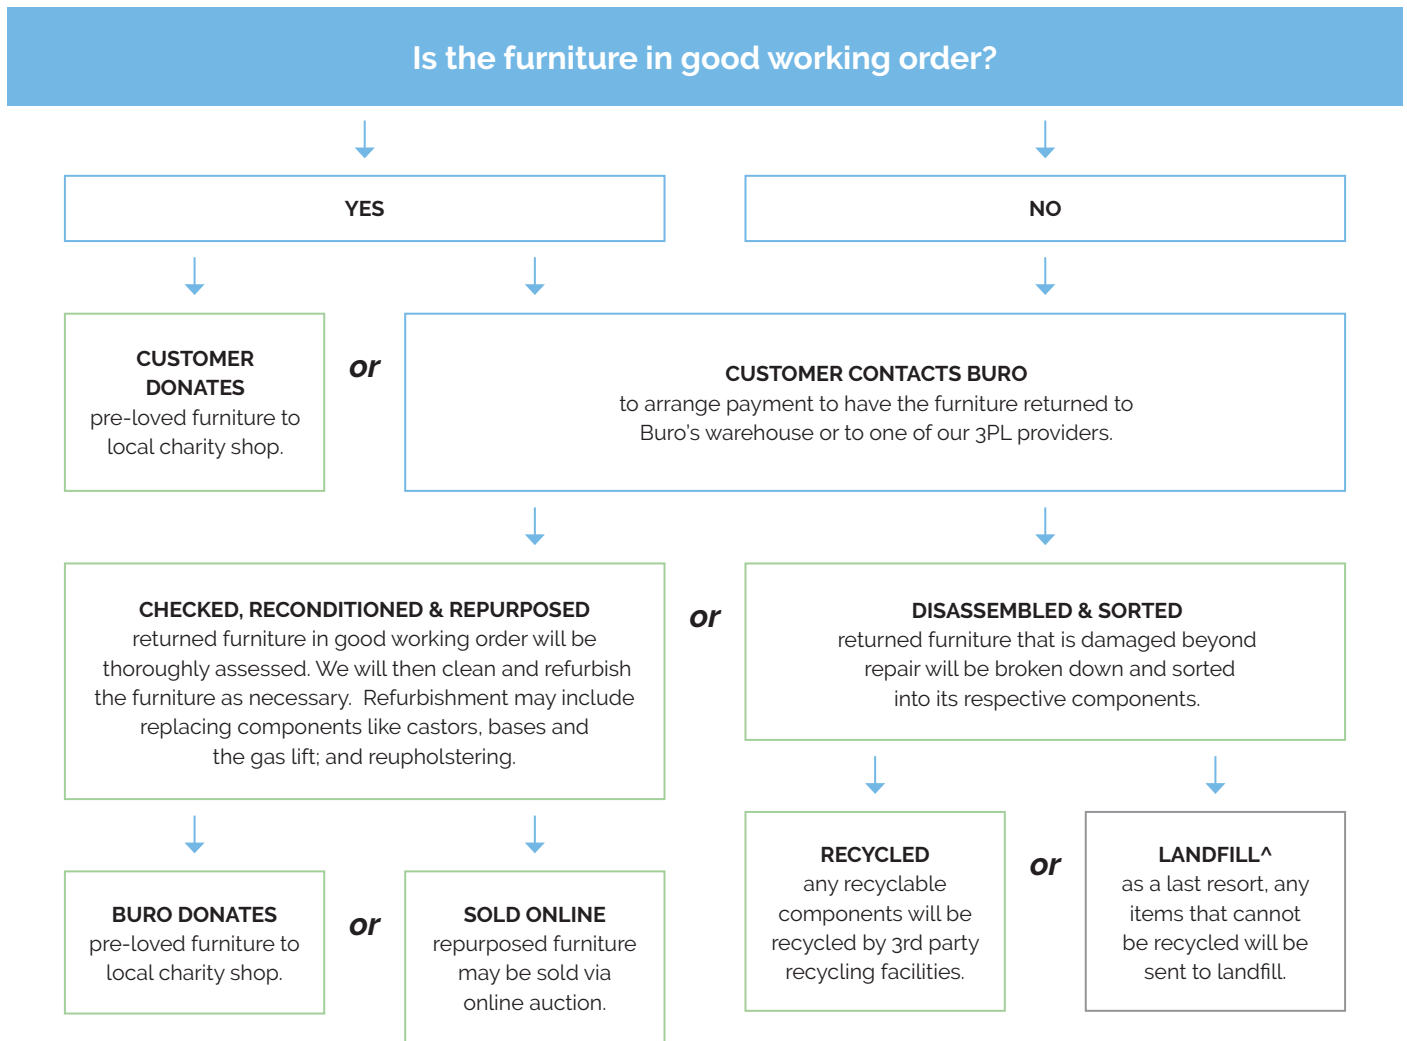 Is the furniture in good working order?
YES
NO
CUSTOMER
DONATES
pre-loved furniture to
local charity shop.
or
CUSTOMER CONTACTS BURO
to arrange payment to have the furniture returned to
Buro's warehouse or to one of our 3PL providers.
CHECKED, RECONDITIONED & REPURPOSED
returned furniture in good working order will be
thoroughly assessed. We will then clean and refurbish
the furniture as necessary.  Refurbishment may include
replacing components like castors, bases and
the gas lift; and reupholstering.
or
DISASSEMBLED & SORTED
returned furniture that is damaged beyond
repair will be broken down and sorted
into its respective components.
BURO DONATES
pre-loved furniture to
local charity shop.
or
SOLD ONLINE
repurposed furniture
may be sold via
online auction.
RECYCLED
any recyclable
components will be
recycled by 3rd party
recycling facilities.
or
LANDFILL^
as a last resort, any
items that cannot
be recycled will be
sent to landfill.